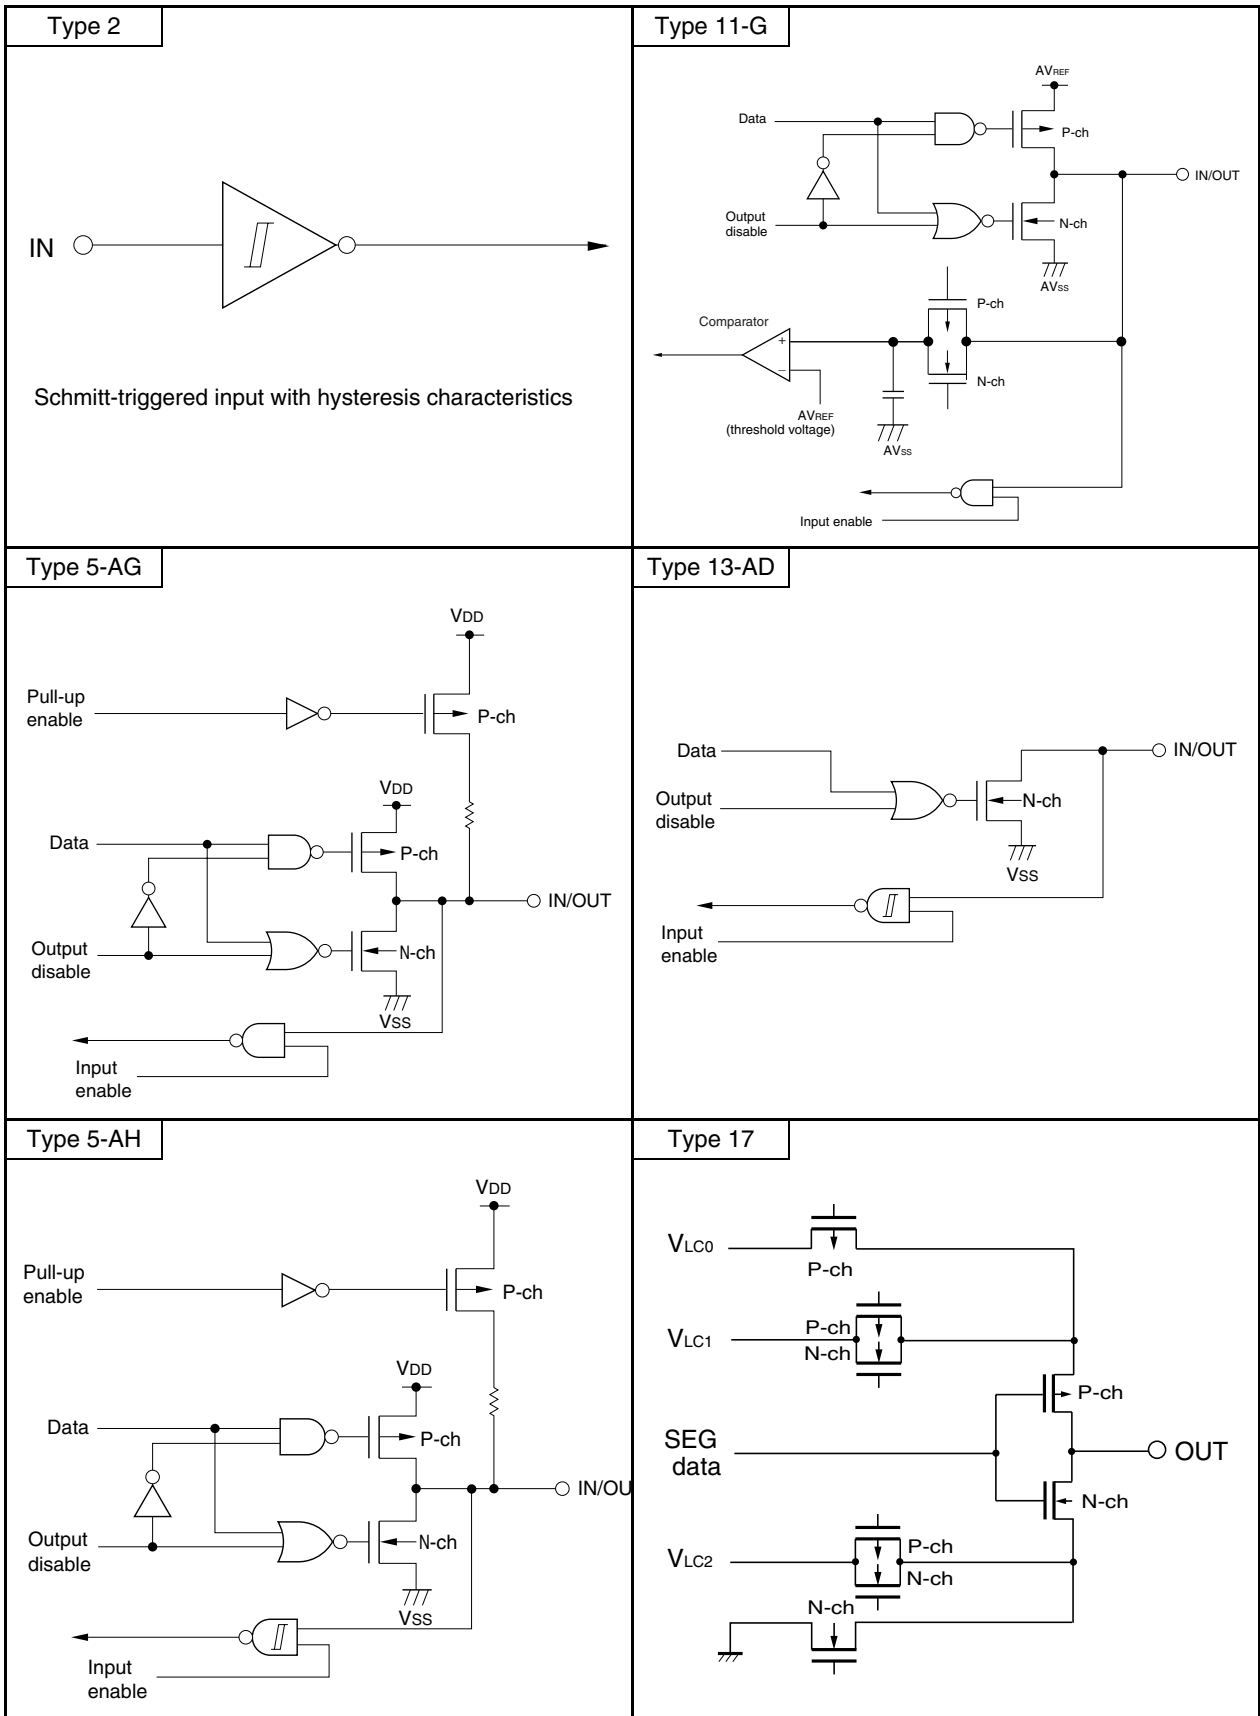 Type 2
IN
Schmitt-triggered input with hysteresis characteristics
Type 11-G
AVREF
Data
P-ch
IN/OUT
Output
disable
N-ch
AVSS
P-ch
Comparator
+
–
N-ch
AVREF
(threshold voltage)
AVSS
Input enable
Type 5-AG
VDD
Pull-up
enable
P-ch
VDD
Data
P-ch
IN/OUT
Output
disable
N-ch
VSS
Input
enable
Type 13-AD
Data
IN/OUT
Output
disable
N-ch
VSS
Input
enable
Type 5-AH
VDD
Pull-up
enable
P-ch
VDD
Data
P-ch
IN/OU
Output
disable
N-ch
VSS
Input
enable
Type 17
VLC0
P-ch
VLC1
P-ch
N-ch
P-ch
SEG
data
OUT
N-ch
VLC2
P-ch
N-ch
N-ch